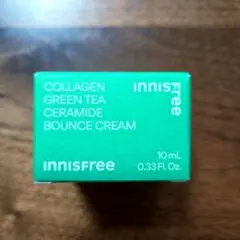 COLLAGEN
GREEN TEA
CERAMIDE
BOUNCE CREAM
innisfree
10 mL
0.33 Fl. Oz.
innisfree